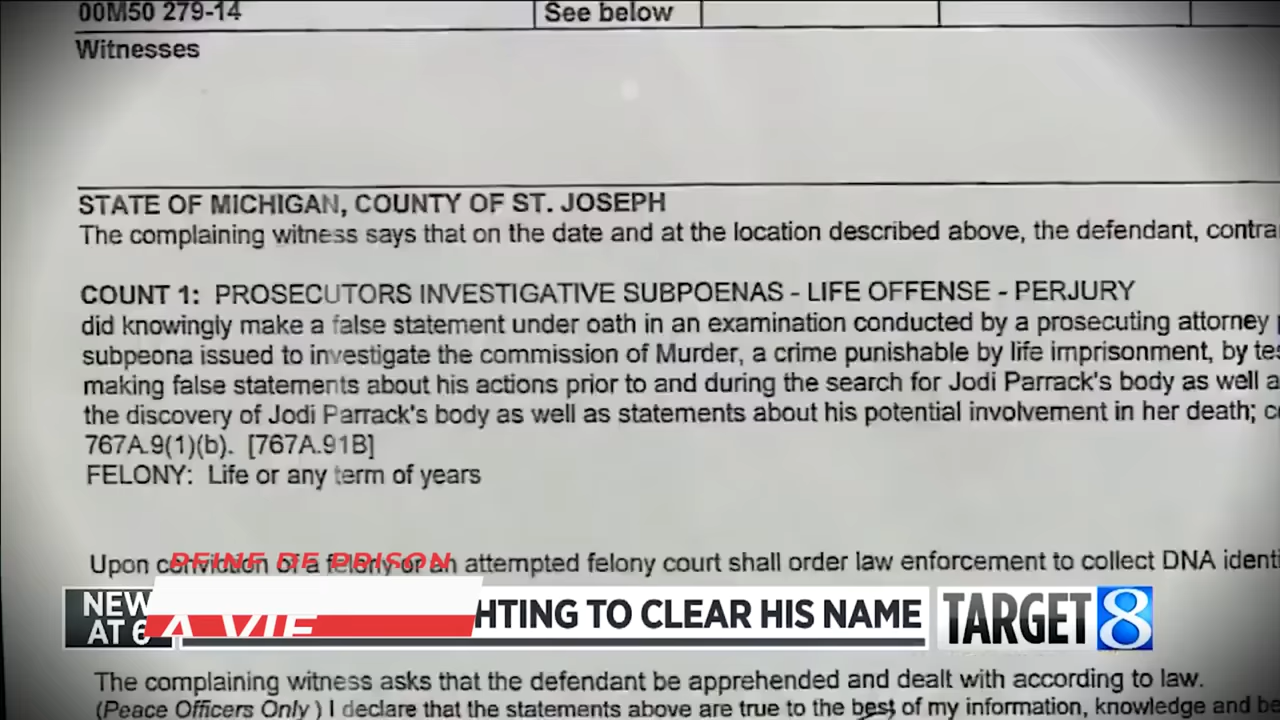 00M50 279-14
See below
Witnesses
STATE OF MICHIGAN, COUNTY OF ST. JOSEPH
The complaining witness says that on the date and at the location described above, the defendant, contra
COUNT 1: PROSECUTORS INVESTIGATIVE SUBPOENAS - LIFE OFFENSE - PERJURY
did knowingly make a false statement under oath in an examination conducted by a prosecuting attorney
subpeona issued to investigate the commission of Murder, a crime punishable by life imprisonment, by tes
making false statements about his actions prior to and during the search for Jodi Parrack's body as well a
the discovery of Jodi Parrack's body as well as statements about his potential involvement in her death; c
767A.9(1)(b). [767A.91B]
FELONY: Life or any term of years
Upon conviction of a felony or an attempted felony court shall order law enforcement to collect DNA identi
PEINE DE PRISON
A VIE
NEW
AT 6
HTING TO CLEAR HIS NAME
TARGET 8
The complaining witness asks that the defendant be apprehended and dealt with according to law.
(Peace Officers Only ) I declare that the statements above are true to the best of my information, knowledge and be